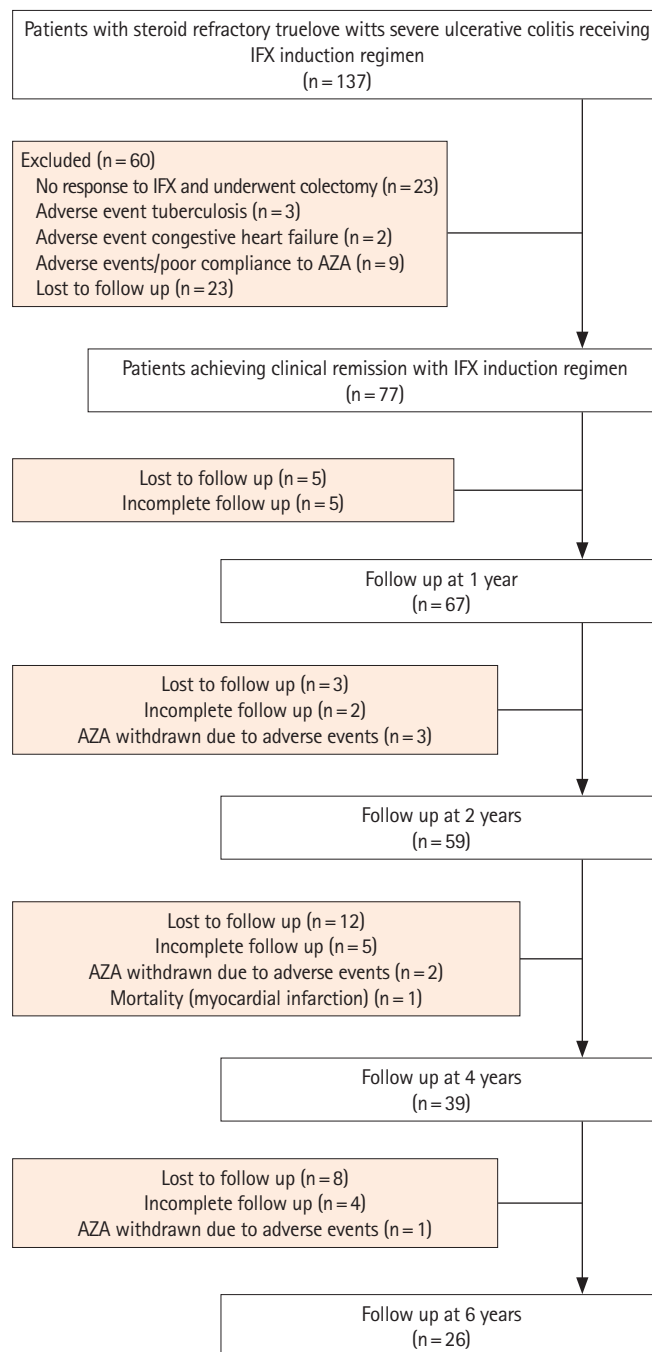 Patients with steroid refractory truelove witts severe ulcerative colitis receiving
IFX induction regimen
(n=137)
Excluded (n=60)
No response to IFX and underwent colectomy (n=23)
Adverse event tuberculosis (n=3)
Adverse event congestive heart failure (n=2)
Adverse events/poor compliance to AZA (n=9)
Lost to follow up (n=23)
Patients achieving clinical remission with IFX induction regimen
(n=77)
Lost to follow up (n=5)
Incomplete follow up (n=5)
Follow up at 1 year
(n=67)
Lost to follow up (n=3)
Incomplete follow up (n=2)
AZA withdrawn due to adverse events (n=3)
Follow up at 2 years
(n=59)
Lost to follow up (n=12)
Incomplete follow up (n=5)
AZA withdrawn due to adverse events (n=2)
Mortality (myocardial infarction) (n=1)
Follow up at 4 years
(n=39)
Lost to follow up (n=8)
Incomplete follow up (n=4)
AZA withdrawn due to adverse events (n=1)
Follow up at 6 years
(n=26)